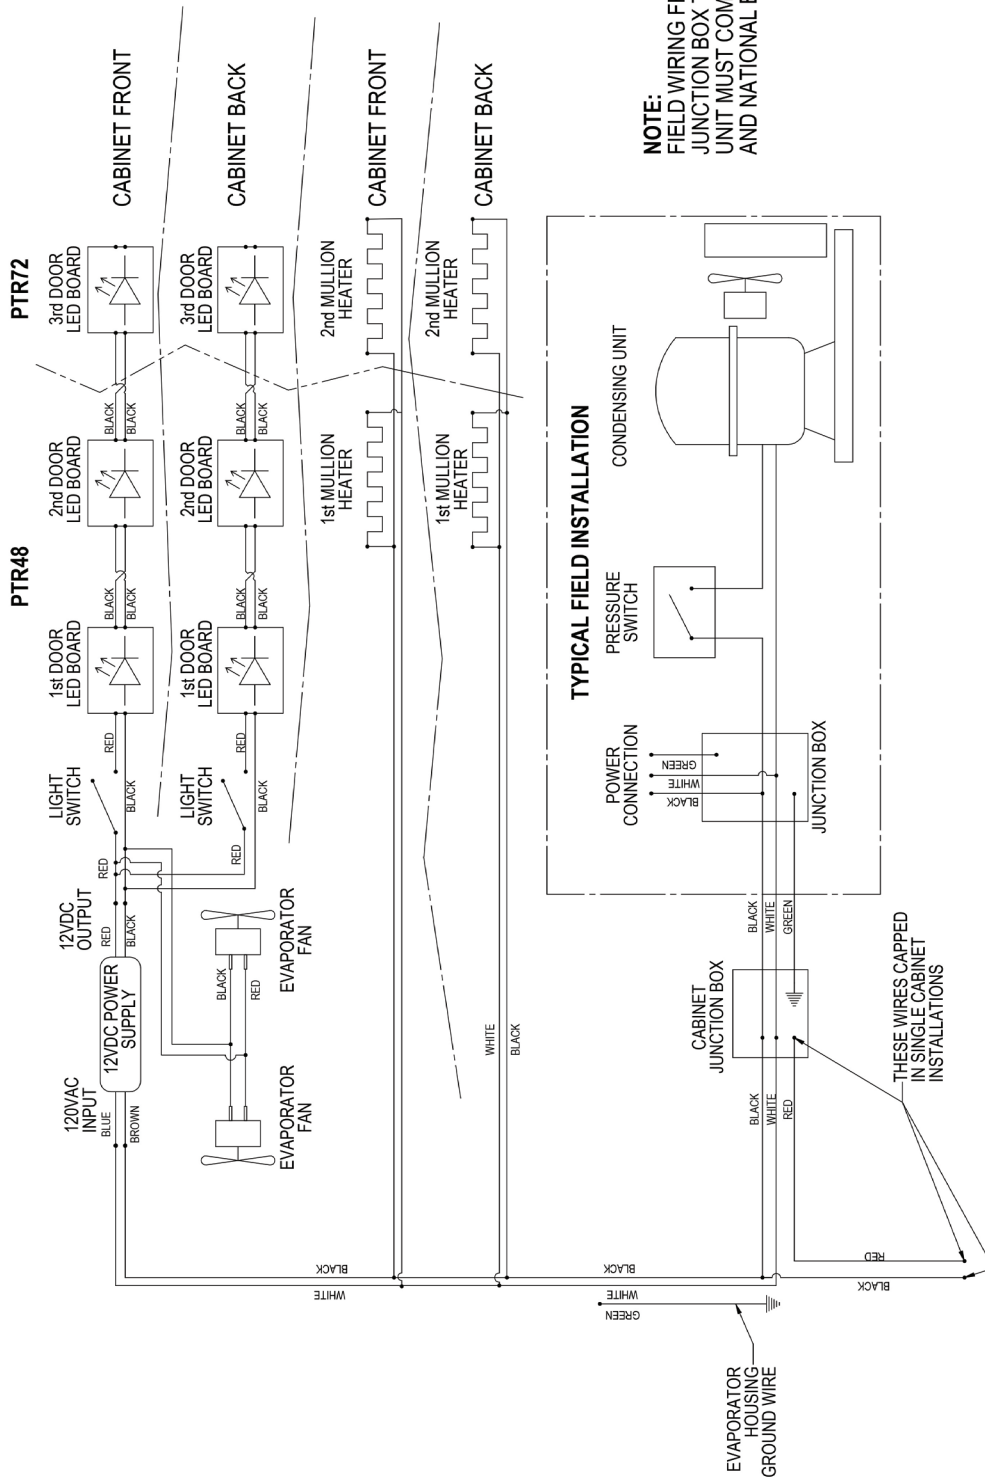 PTR48
PTR72
CABINET FRONT
CABINET BACK
CABINET FRONT
CABINET BACK
120VAC
INPUT
BLUE
BROWN
12VDC POWER
SUPPLY
12VDC
OUTPUT
RED
BLACK
RED
LIGHT
SWITCH
RED
BLACK
1st DOOR
LED BOARD
BLACK
BLACK
2nd DOOR
LED BOARD
BLACK
BLACK
3rd DOOR
LED BOARD
RED
LIGHT
SWITCH
RED
BLACK
1st DOOR
LED BOARD
BLACK
BLACK
2nd DOOR
LED BOARD
BLACK
BLACK
3rd DOOR
LED BOARD
EVAPORATOR
FAN
BLACK
RED
EVAPORATOR
FAN
1st MULLION
HEATER
2nd MULLION
HEATER
1st MULLION
HEATER
2nd MULLION
HEATER
WHITE
BLACK
BLACK
WHITE
BLACK
WHITE
GREEN
EVAPORATOR
HOUSING
GROUND WIRE
TYPICAL FIELD INSTALLATION
POWER
CONNECTION
BLACK
WHITE
GREEN
JUNCTION BOX
PRESSURE
SWITCH
CONDENSING UNIT
CABINET
JUNCTION BOX
BLACK
WHITE
GREEN
BLACK
WHITE
RED
RED
BLACK
THESE WIRES CAPPED
IN SINGLE CABINET
INSTALLATIONS
NOTE:
FIELD WIRING
JUNCTION BOX
UNIT MUST
AND NATIONAL